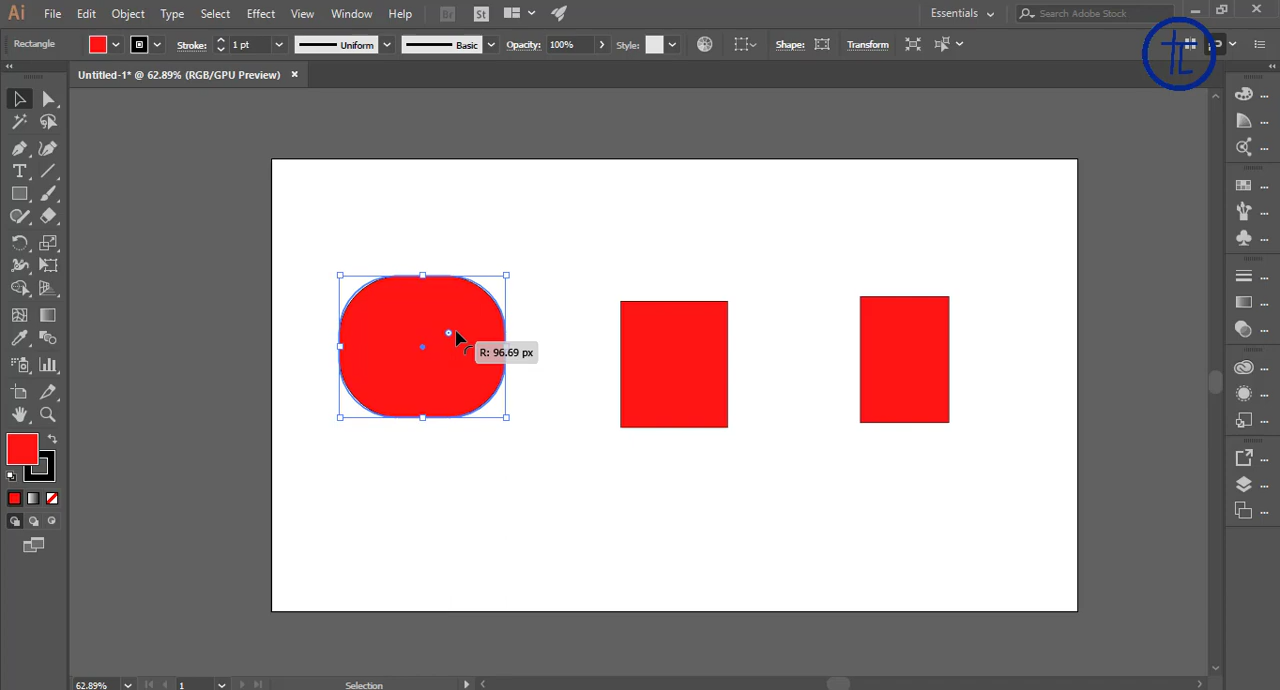 Ai File Edit Object Type Select Effect View Window Help Br St Essentials Search Adobe Stock
Rectangle Stroke: 1 pt Uniform Basic Opacity: 100% Style: Shape: Transform
Untitled-1* @ 62.89% (RGB/GPU Preview) ×
R: 96.69 px
62.89% 1 Selection